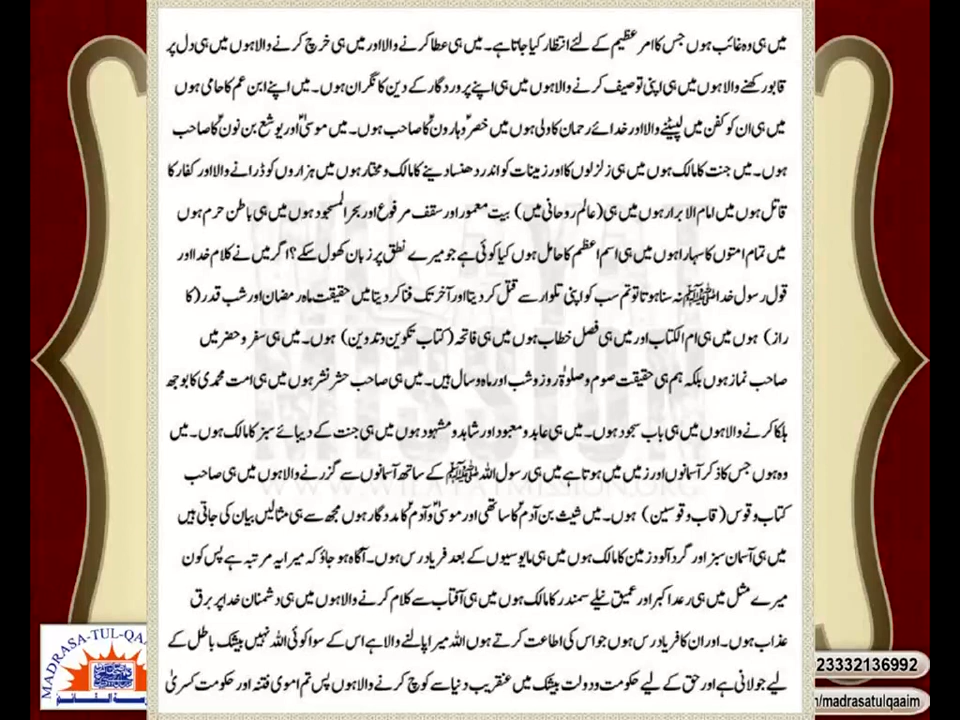 میں ہی وہ غائب ہوں جس کا امر عظیم کے لئے انتظار کیا جاتا ہے۔ میں ہی عطا کرنے والا اور میں ہی خرچ کرنے والا ہوں میں ہی دل پر
قابو رکھنے والا ہوں میں ہی اپنی توصیف کرنے والا ہوں میں ہی اپنے پروردگار کے دین کا نگران ہوں۔ میں اپنے ابن عم کا حامی ہوں
میں ہی ان کو کفن میں لپیٹنے والا اور خدائے رحمان کا ولی ہوں میں خضرؑ و ہارونؑ کا صاحب ہوں۔ میں موسیٰؑ اور یوشع بن نونؑ کا صاحب
ہوں۔ میں جنت کا مالک ہوں میں ہی زلزلوں کا اور زمینات کو اندر دھنسا دینے کا مالک و مختار ہوں میں ہزاروں کو ڈرانے والا اور کفار کا
قاتل ہوں میں امام الابرار ہوں میں ہی (عالم روحانی میں) بیت معمور اور سقف مرفوع اور بحر المسجود ہوں میں ہی باطن حرم ہوں
میں تمام امتوں کا سہارا ہوں میں ہی اسم اعظم کا حامل ہوں کیا کوئی ہے جو میرے نطق پر زبان کھول سکے؟ اگر میں نے کلام خدا اور
قول رسول خدا ﷺ نہ سنا ہوتا تو تم سب کو اپنی تلوار سے قتل کر دیتا اور آخر تک فنا کر دیتا میں حقیقت ماہ رمضان اور شب قدر (کا
راز) ہوں میں ہی ام الکتاب اور میں ہی فصل خطاب ہوں میں ہی فاتحہ (کتاب تکوین و تدوین) ہوں۔ میں ہی سفر و حضر میں
صاحب نماز ہوں بلکہ ہم ہی حقیقت صوم و صلوٰۃ روز و شب اور ماہ و سال ہیں۔ میں ہی صاحب حشر نشر ہوں میں ہی امت محمدی کا بوجھ
ہلکا کرنے والا ہوں میں ہی باب سجود ہوں۔ میں ہی عابد و معبود اور شاہد و مشہود ہوں میں ہی جنت کے دیبائے سبز کا مالک ہوں۔ میں
وہ ہوں جس کا ذکر آسمانوں اور زمین میں ہوتا ہے میں ہی رسول اللہ ﷺ کے ساتھ آسمانوں سے گزرنے والا ہوں میں ہی صاحب
کتاب و قوس (قاب و قوسین) ہوں۔ میں شیث بن آدمؑ کا ساتھی اور موسیٰؑ و آدمؑ کا مددگار ہوں مجھ سے ہی مثالیں بیان کی جاتی ہیں
میں ہی آسمان سبز اور گرد آلود زمین کا مالک ہوں میں ہی مایوسیوں کے بعد فریاد رس ہوں۔ آگاہ ہو جاؤ کہ میرا یہ مرتبہ ہے پس کون
میرے مثل میں ہی رعد اکبر اور عمیق نیلے سمندر کا مالک ہوں میں ہی آفتاب سے کلام کرنے والا ہوں میں ہی دشمنان خدا پر برق
عذاب ہوں۔ اور ان کا فریاد رس ہوں جو اس کی اطاعت کرتے ہوں اللہ میرا پالنے والا ہے اس کے سوا کوئی اللہ نہیں بیشک باطل کے
لیے جولانی ہے اور حق کے لیے حکومت و دولت بیشک میں عنقریب دنیا سے کوچ کرنے والا ہوں پس تم اموی فتنہ اور حکومت کسریٰ
WWW.WILAYATMISSION.ORG
MADRASA-TUL-QAA
23332136992
n/madrasatulqaaim